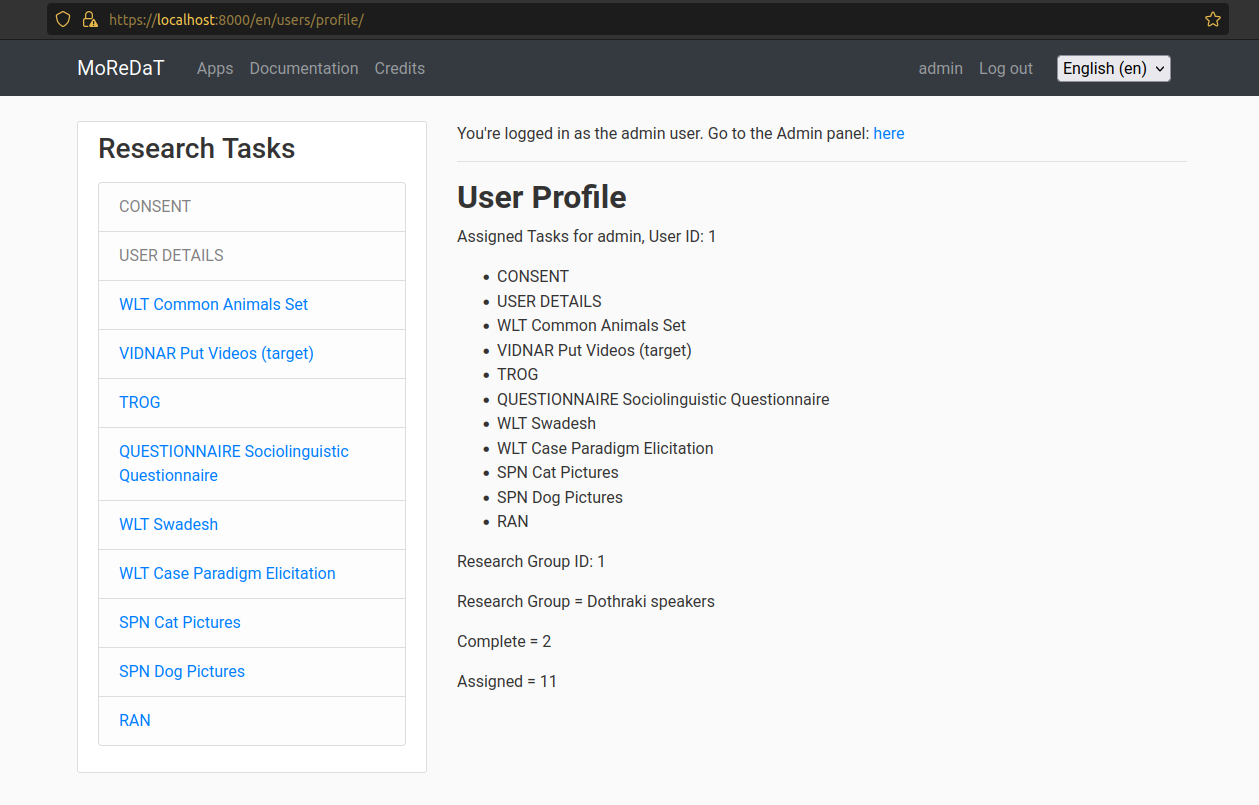 https://localhost:8000/en/users/profile/
MoReDaT Apps Documentation Credits admin Log out English (en)
Research Tasks
CONSENT
USER DETAILS
WLT Common Animals Set
VIDNAR Put Videos (target)
TROG
QUESTIONNAIRE Sociolinguistic
Questionnaire
WLT Swadesh
WLT Case Paradigm Elicitation
SPN Cat Pictures
SPN Dog Pictures
RAN
You're logged in as the admin user. Go to the Admin panel: here
User Profile
Assigned Tasks for admin, User ID: 1
• CONSENT
• USER DETAILS
• WLT Common Animals Set
• VIDNAR Put Videos (target)
• TROG
• QUESTIONNAIRE Sociolinguistic Questionnaire
• WLT Swadesh
• WLT Case Paradigm Elicitation
• SPN Cat Pictures
• SPN Dog Pictures
• RAN
Research Group ID: 1
Research Group = Dothraki speakers
Complete = 2
Assigned = 11